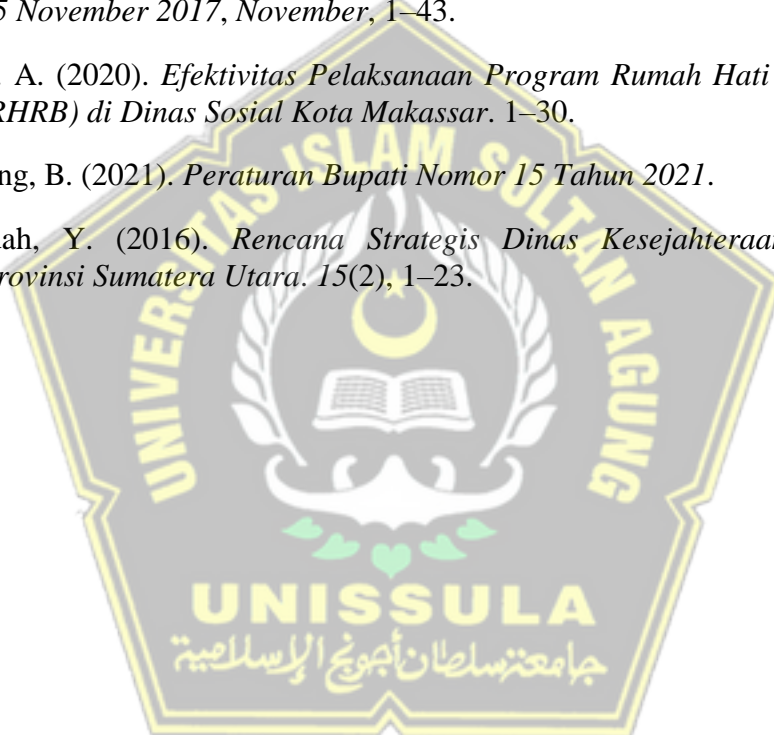 5 November 2017, November, 1–43.
. A. (2020). Efektivitas Pelaksanaan Program Rumah Hati
RHRB) di Dinas Sosial Kota Makassar. 1–30.
ng, B. (2021). Peraturan Bupati Nomor 15 Tahun 2021.
ah, Y. (2016). Rencana Strategis Dinas Kesejahteraan
rovinsi Sumatera Utara. 15(2), 1–23.
UNIVERSITAS ISLAM SULTAN AGUNG
UNISSULA
جامعة سلطان أجونج الإسلامية